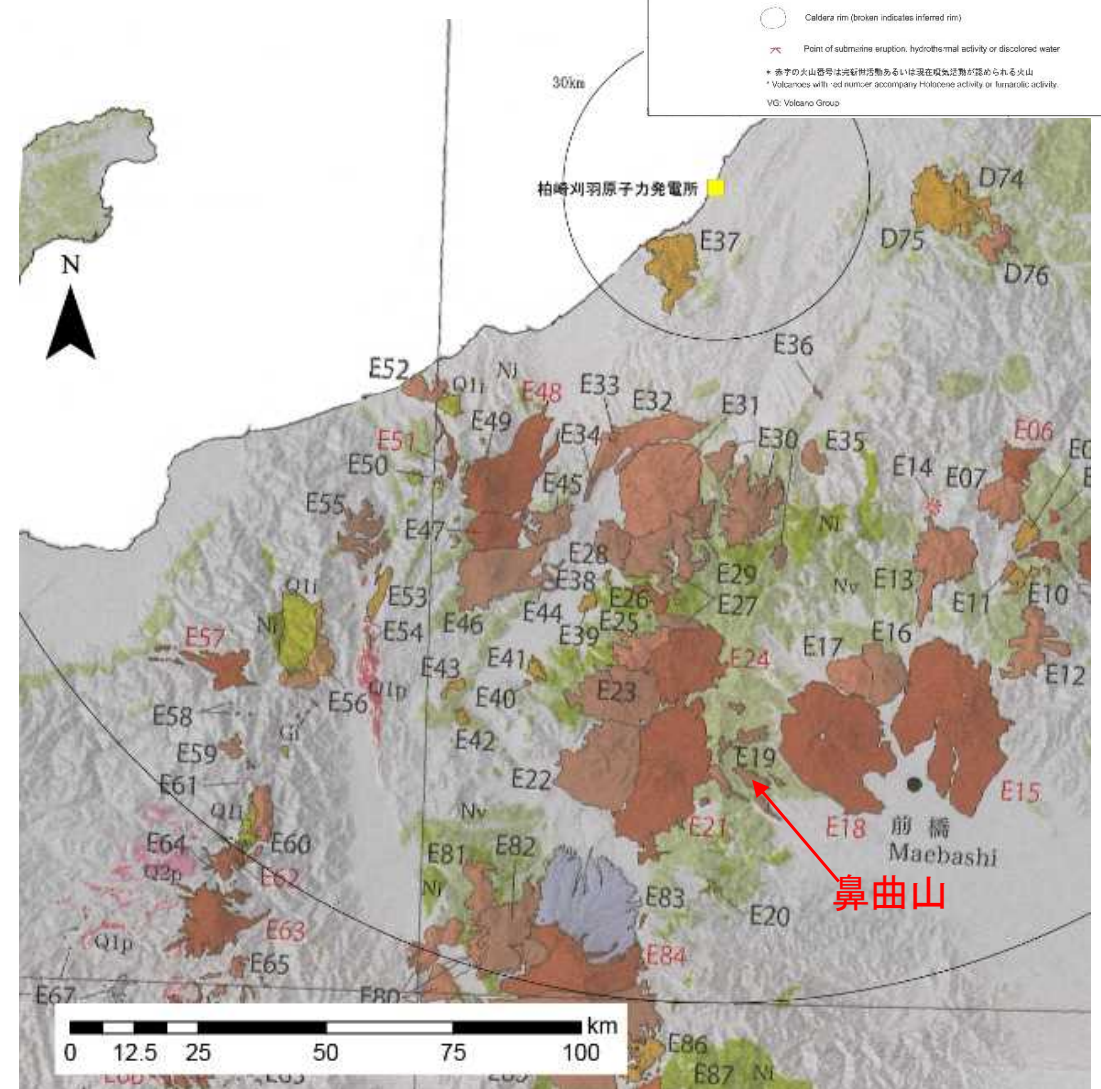 Caldera rim (broken indicates inferred rim)
Point of submarine eruption, hydrothermal activity or discolored water
* 赤字の火山番号は完新世活動あるいは現在噴気活動が認められる火山
* Volcanoes with red number accompany Holocene activity or fumarolic activity.
VG: Volcano Group
30km
柏崎刈羽原子力発電所
D74
E37
D75
D76
N
E36
E52
Q1i
Ni
E48
E33
E32
E31
E49
E51
E34
E30
E35
E06
E50
E14
E07
E45
E55
Ni
E47
E28
E38
E29
Nv
E13
Q1i
E53
E44
E26
E27
E11
E10
Ni
E54
E46
E39
E25
E16
E57
E43
E41
E24
E17
E12
E56
Q1p
E40
E23
E58
Gi
E42
E59
E19
E22
E61
E15
Q1i
Nv
E21
E18
前橋
Maebashi
E64
E60
E81
E82
鼻曲山
Q2p
E62
Ni
E83
E20
E63
Q1p
E84
E65
E67
E80
km
0
12.5
25
50
75
100
E86
E87
Ni